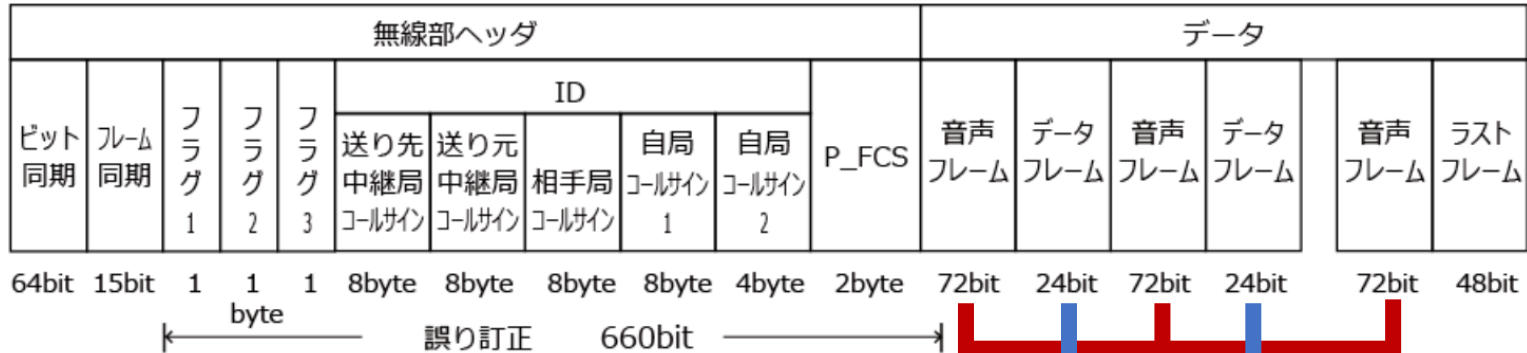 無線部ヘッダ
データ
ビット
同期
フレーム
同期
フラグ
1
フラグ
2
フラグ
3
ID
送り先
中継局
コールサイン
送り元
中継局
コールサイン
相手局
コールサイン
自局
コールサイン
1
自局
コールサイン
2
P_FCS
音声
フレーム
データ
フレーム
音声
フレーム
データ
フレーム
音声
フレーム
ラスト
フレーム
64bit 15bit 1 1 1 8byte 8byte 8byte 8byte 4byte 2byte 72bit 24bit 72bit 24bit 72bit 48bit
byte
誤り訂正 660bit